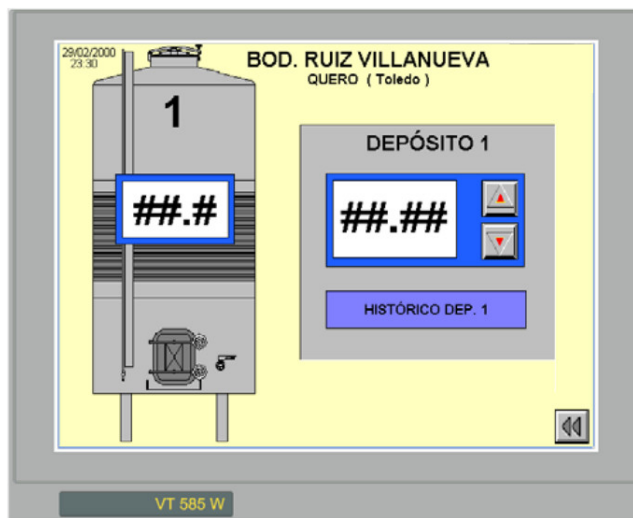 29/02/2000
23:30
BOD. RUIZ VILLANUEVA
QUERO ( Toledo )
1
DEPÓSITO 1
##.#
##.##
HISTÓRICO DEP. 1
VT 585 W